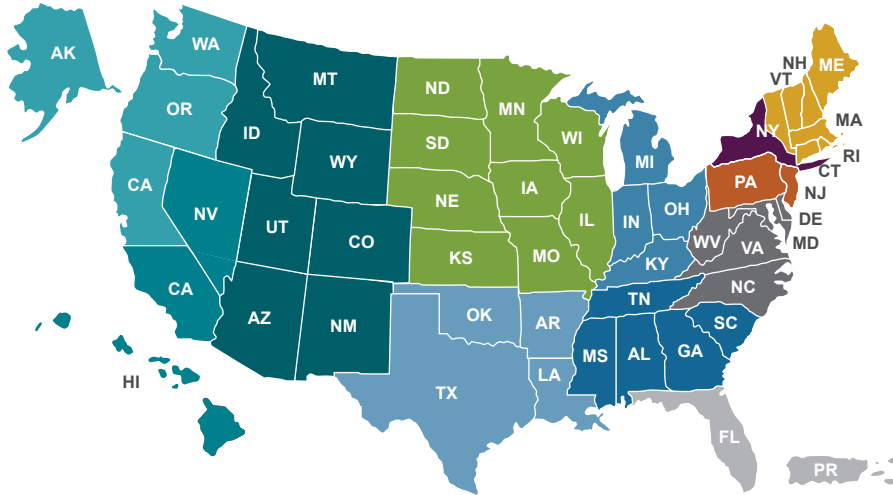 AK
WA
MT
ND
MN
NH
ME
VT
OR
ID
SD
WI
NY
MA
MI
RI
WY
CT
CA
NE
IA
PA
NJ
NV
UT
CO
IL
IN
OH
DE
WV
VA
MD
KS
MO
KY
CA
AZ
NM
OK
AR
TN
NC
SC
HI
TX
LA
MS
AL
GA
FL
PR